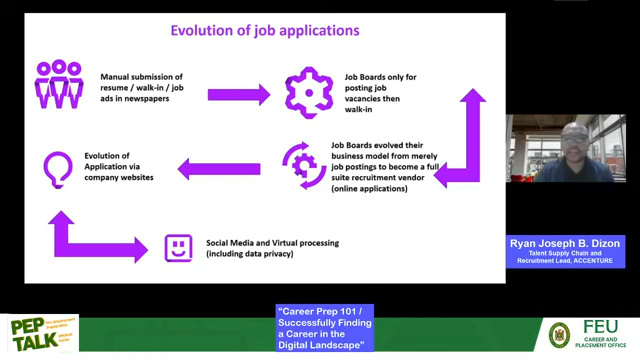 Evolution of job applications
Manual submission of
resume / walk-in / job
ads in newspapers
Job Boards only for
posting job
vacancies then
walk-in
Evolution of
Application via
company websites
Job Boards evolved their
business model from merely
job postings to become a full
suite recruitment vendor
(online applications)
Social Media and Virtual processing
(including data privacy)
Ryan Joseph B. Dizon
Talent Supply Chain and
Recruitment Lead, ACCENTURE
PEP
TALK
"Career Prep 101 /
Successfully Finding
a Career in the
Digital Landscape"
FEU
CAREER AND
PLACEMENT OFFICE